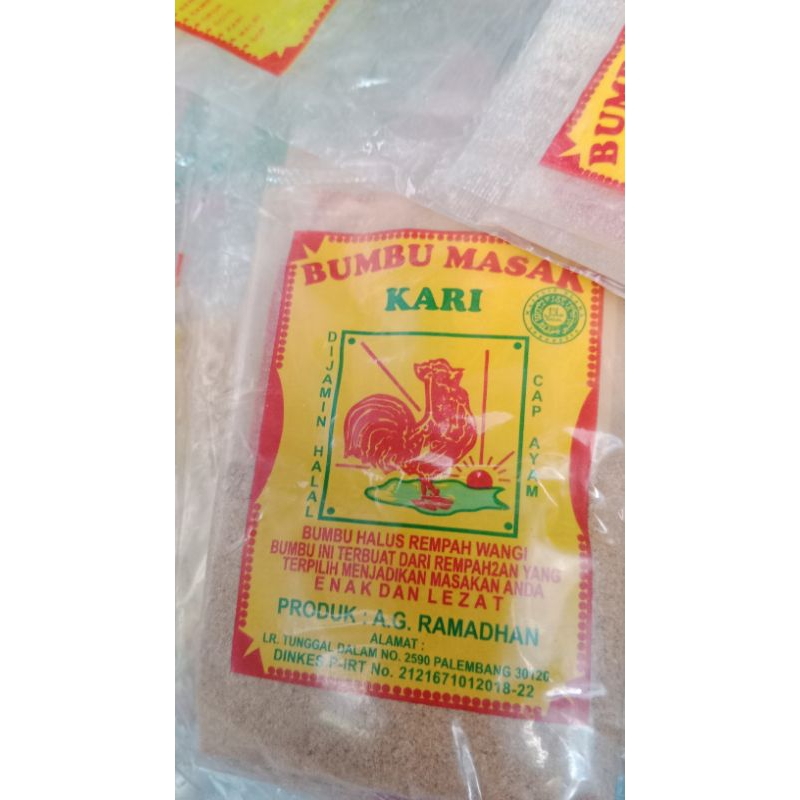 BUMBU MASAK
KARI
DIJAMIN HALAL
CAP AYAM
BUMBU HALUS REMPAH WANGI
BUMBU INI TERBUAT DARI REMPAH2AN YANG
TERPILIH MENJADIKAN MASAKAN ANDA
ENAK DAN LEZAT
PRODUK : A.G. RAMADHAN
ALAMAT :
LR. TUNGGAL DALAM NO. 2590 PALEMBANG 30126
DINKES P-IRT No. 2121671012018-22